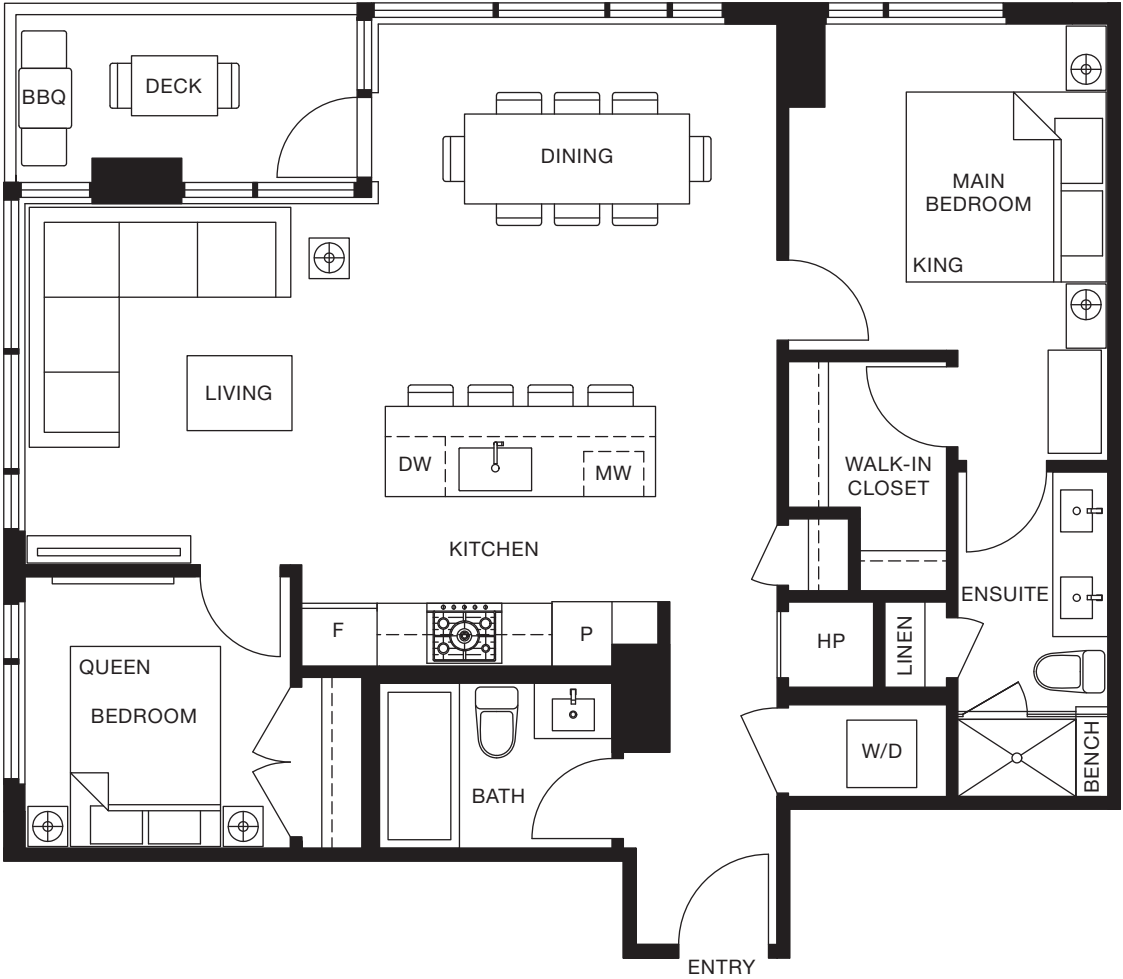 DECK
BBQ
DINING
MAIN
BEDROOM
KING
LIVING
DW
MW
WALK-IN
CLOSET
KITCHEN
ENSUITE
F
P
HP
LINEN
QUEEN
BEDROOM
W/D
BENCH
BATH
ENTRY